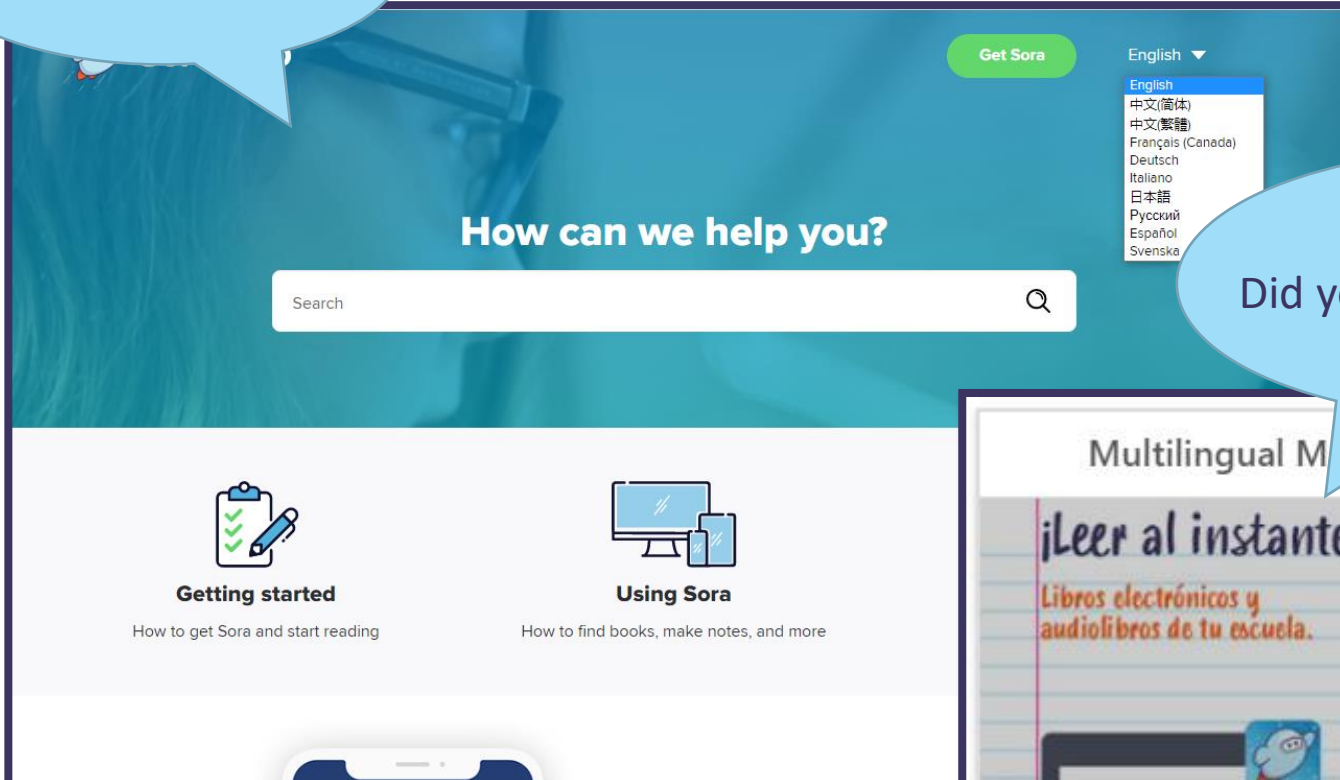 Get Sora
English
English
中文(简体)
中文(繁體)
Français (Canada)
Deutsch
Italiano
日本語
Русский
Español
Svenska
How can we help you?
Search
Did
Getting started
How to get Sora and start reading
Using Sora
How to find books, make notes, and more
Multilingual
¡Leer al instante
Libros electrónicos y
audiolibros de tu escuela.